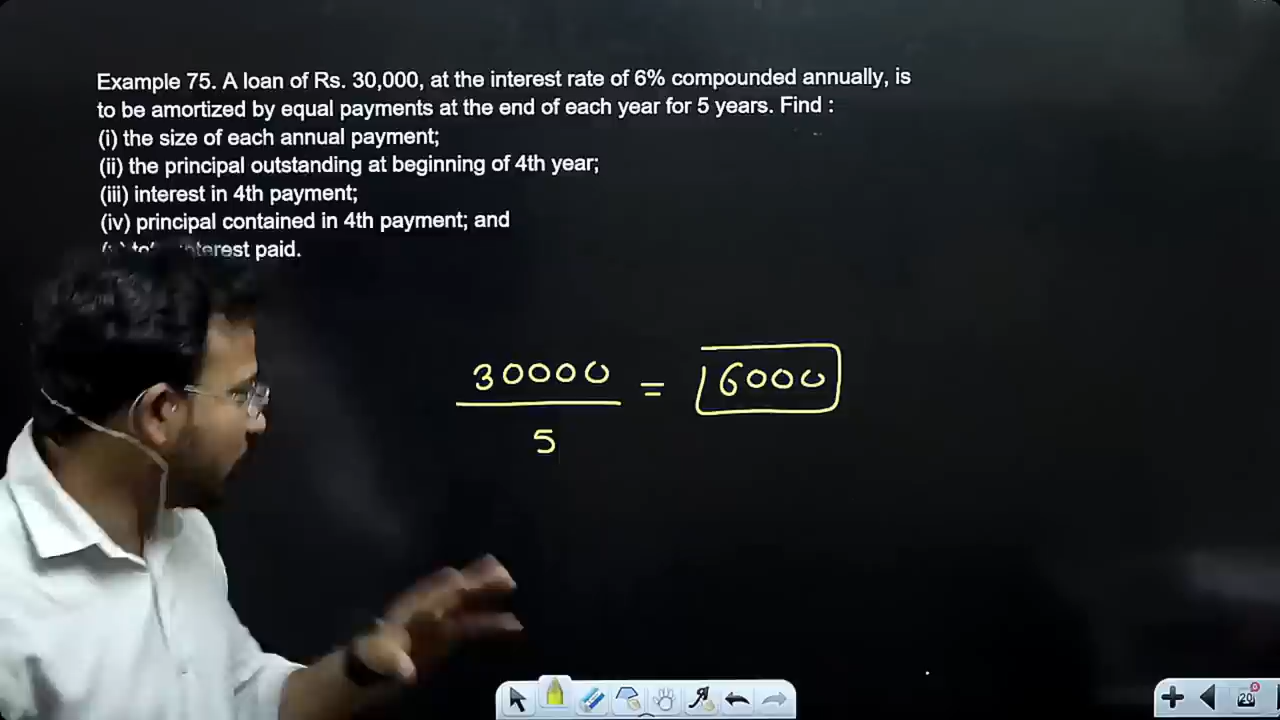 Example 75. A loan of Rs. 30,000, at the interest rate of 6% compounded annually, is
to be amortized by equal payments at the end of each year for 5 years. Find :
(i) the size of each annual payment;
(ii) the principal outstanding at beginning of 4th year;
(iii) interest in 4th payment;
(iv) principal contained in 4th payment; and
interest paid.
30000
= 6000
5
20